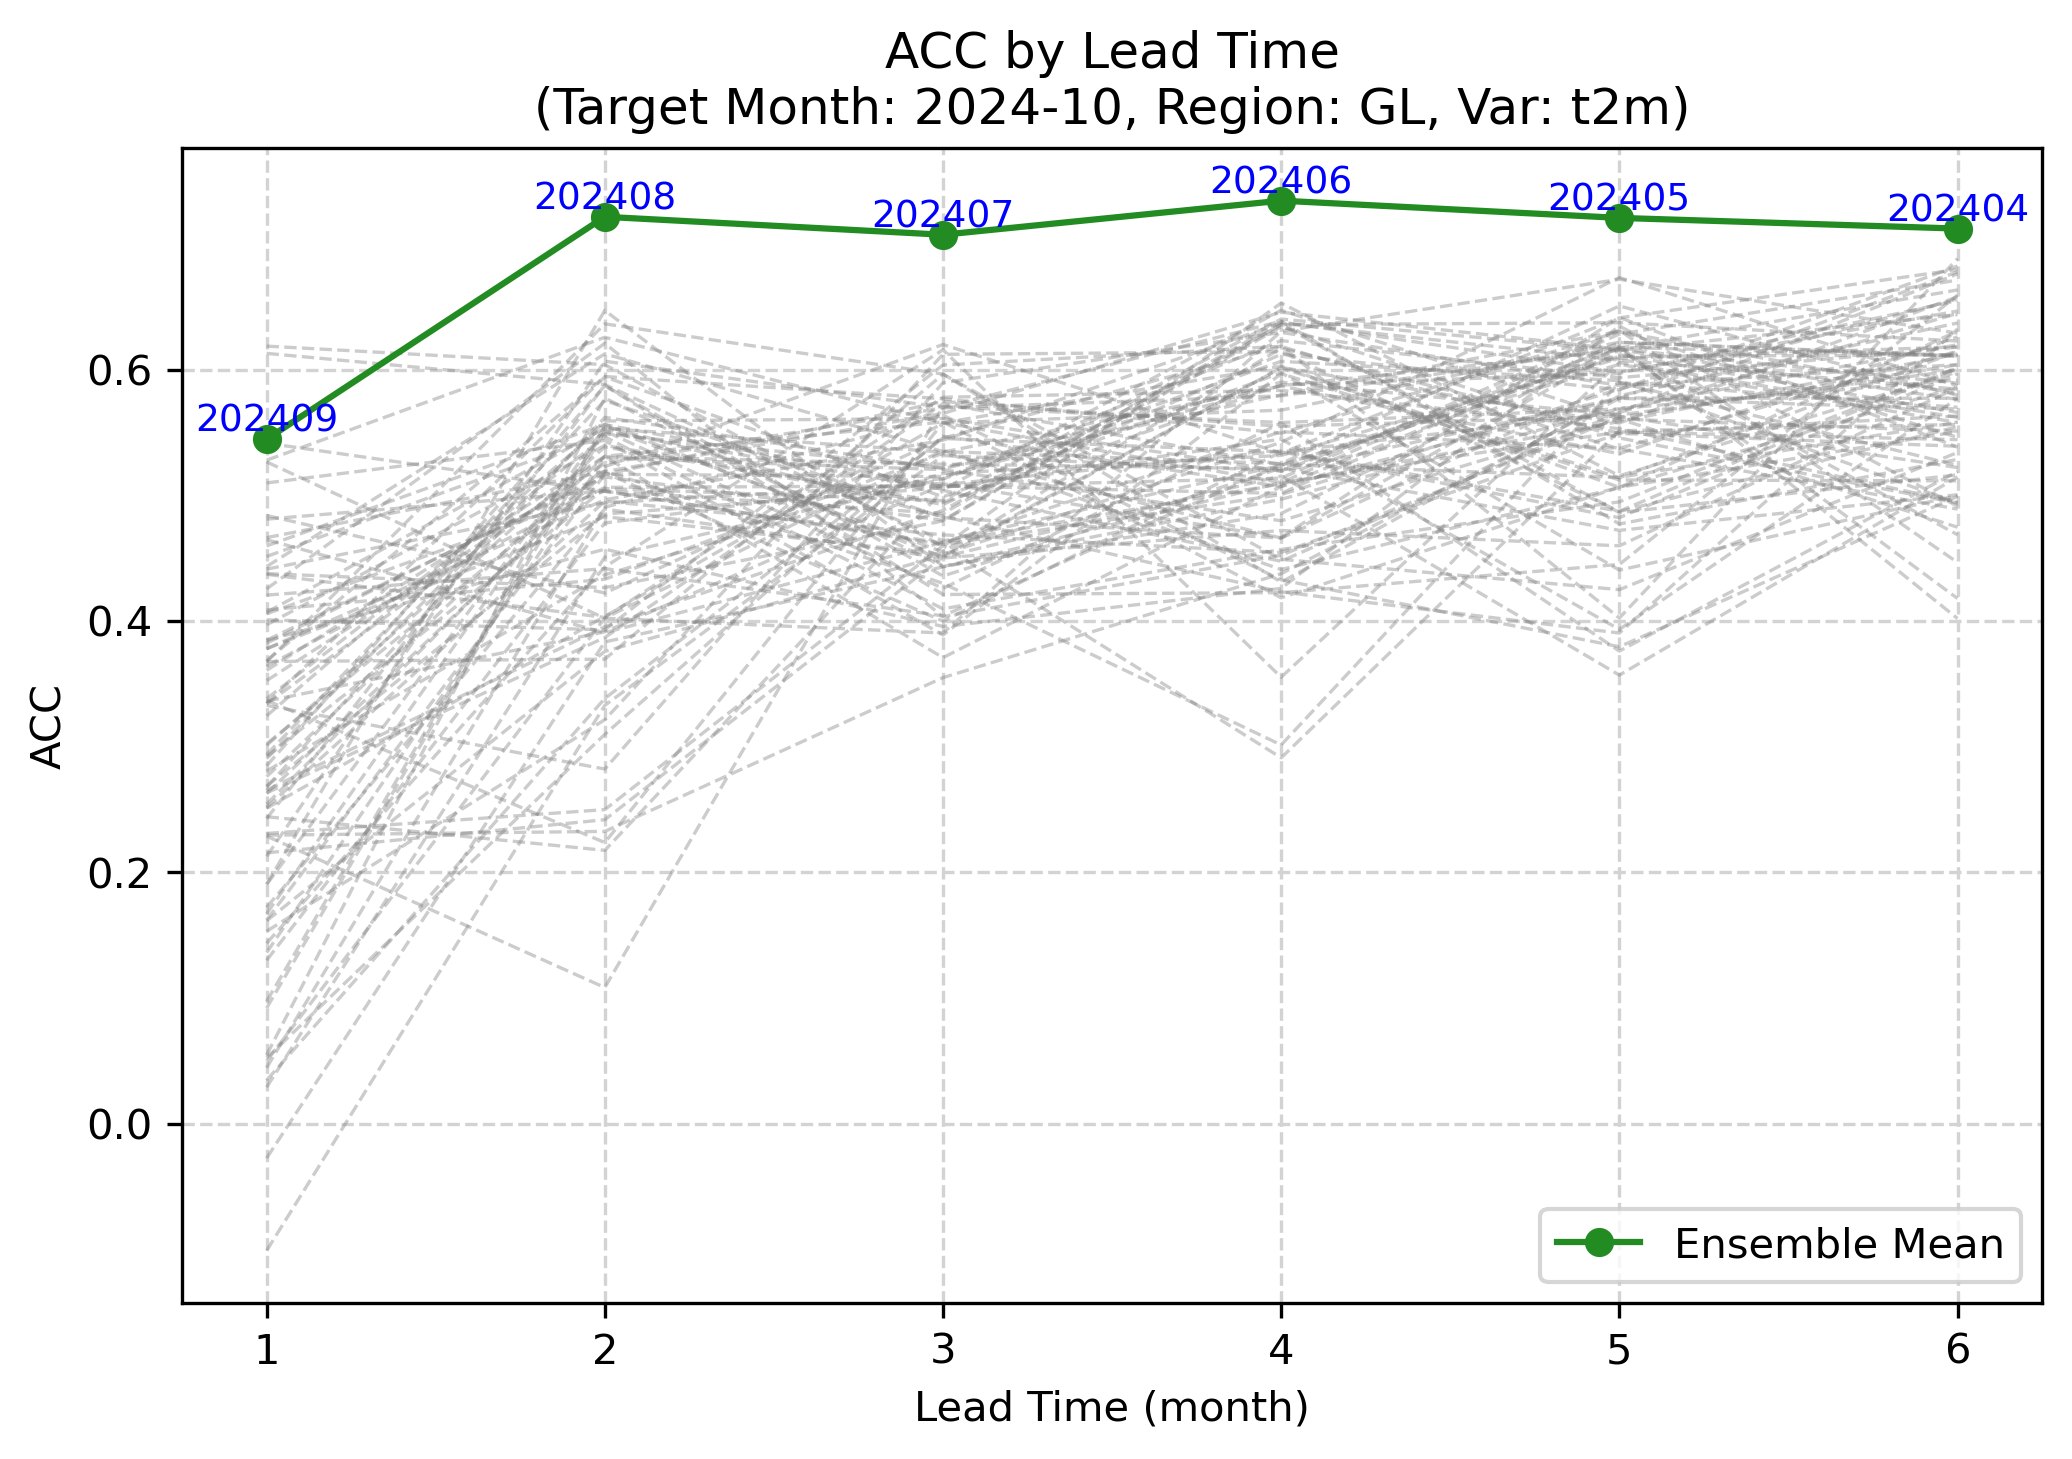 ACC by Lead Time
(Target Month: 2024-10, Region: GL, Var: t2m)
202409
202408
202407
202406
202405
202404
ACC
0.6
0.4
0.2
0.0
Ensemble Mean
1 2 3 4 5 6
Lead Time (month)